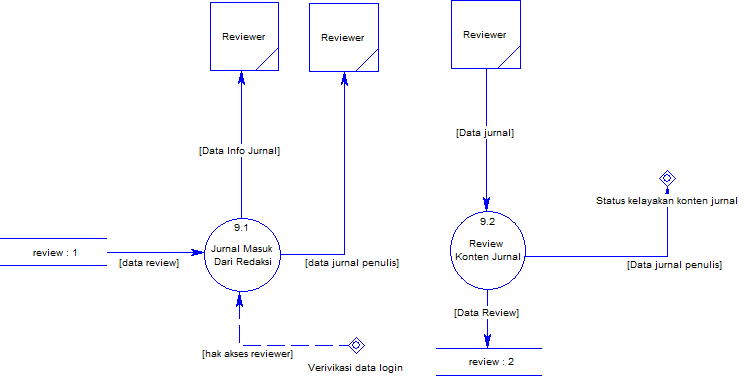 Reviewer
Reviewer
Reviewer
[Data jurnal]
[Data Info Jurnal]
Status kelayakan konten jurnal
9.1
Jurnal Masuk
Dari Redaksi
9.2
Review
Konten Jurnal
review : 1
[data review]
[data jurnal penulis]
[Data jurnal penulis]
[Data Review]
[hak akses reviewer]
Verivikasi data login
review : 2